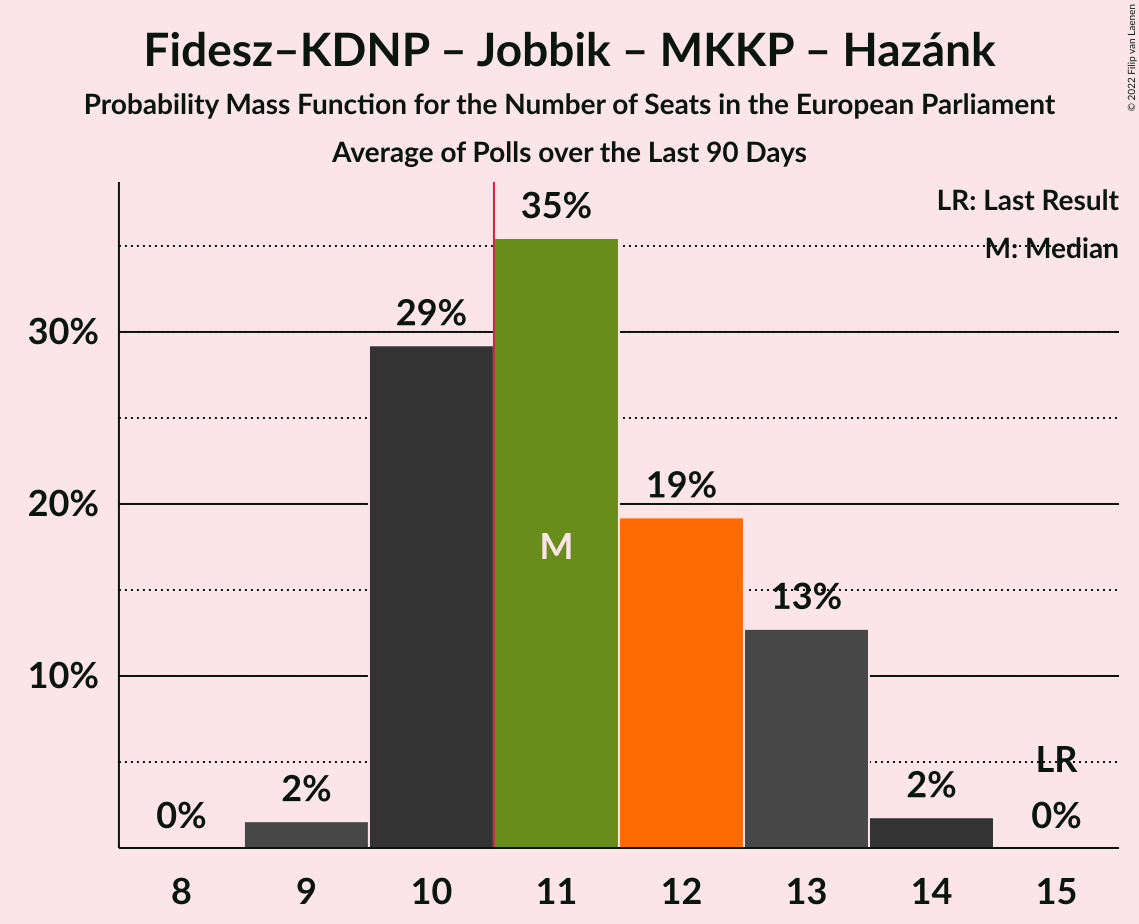 Fidesz–KDNP – Jobbik – MKKP – Hazánk
Probability Mass Function for the Number of Seats in the European Parliament
Average of Polls over the Last 90 Days
© 2022 Filip van Laenen
LR: Last Result
M: Median
35%
29%
30%
19%
20%
M
13%
10%
LR
2%
2%
0%
0%
8 9 10 11 12 13 14 15